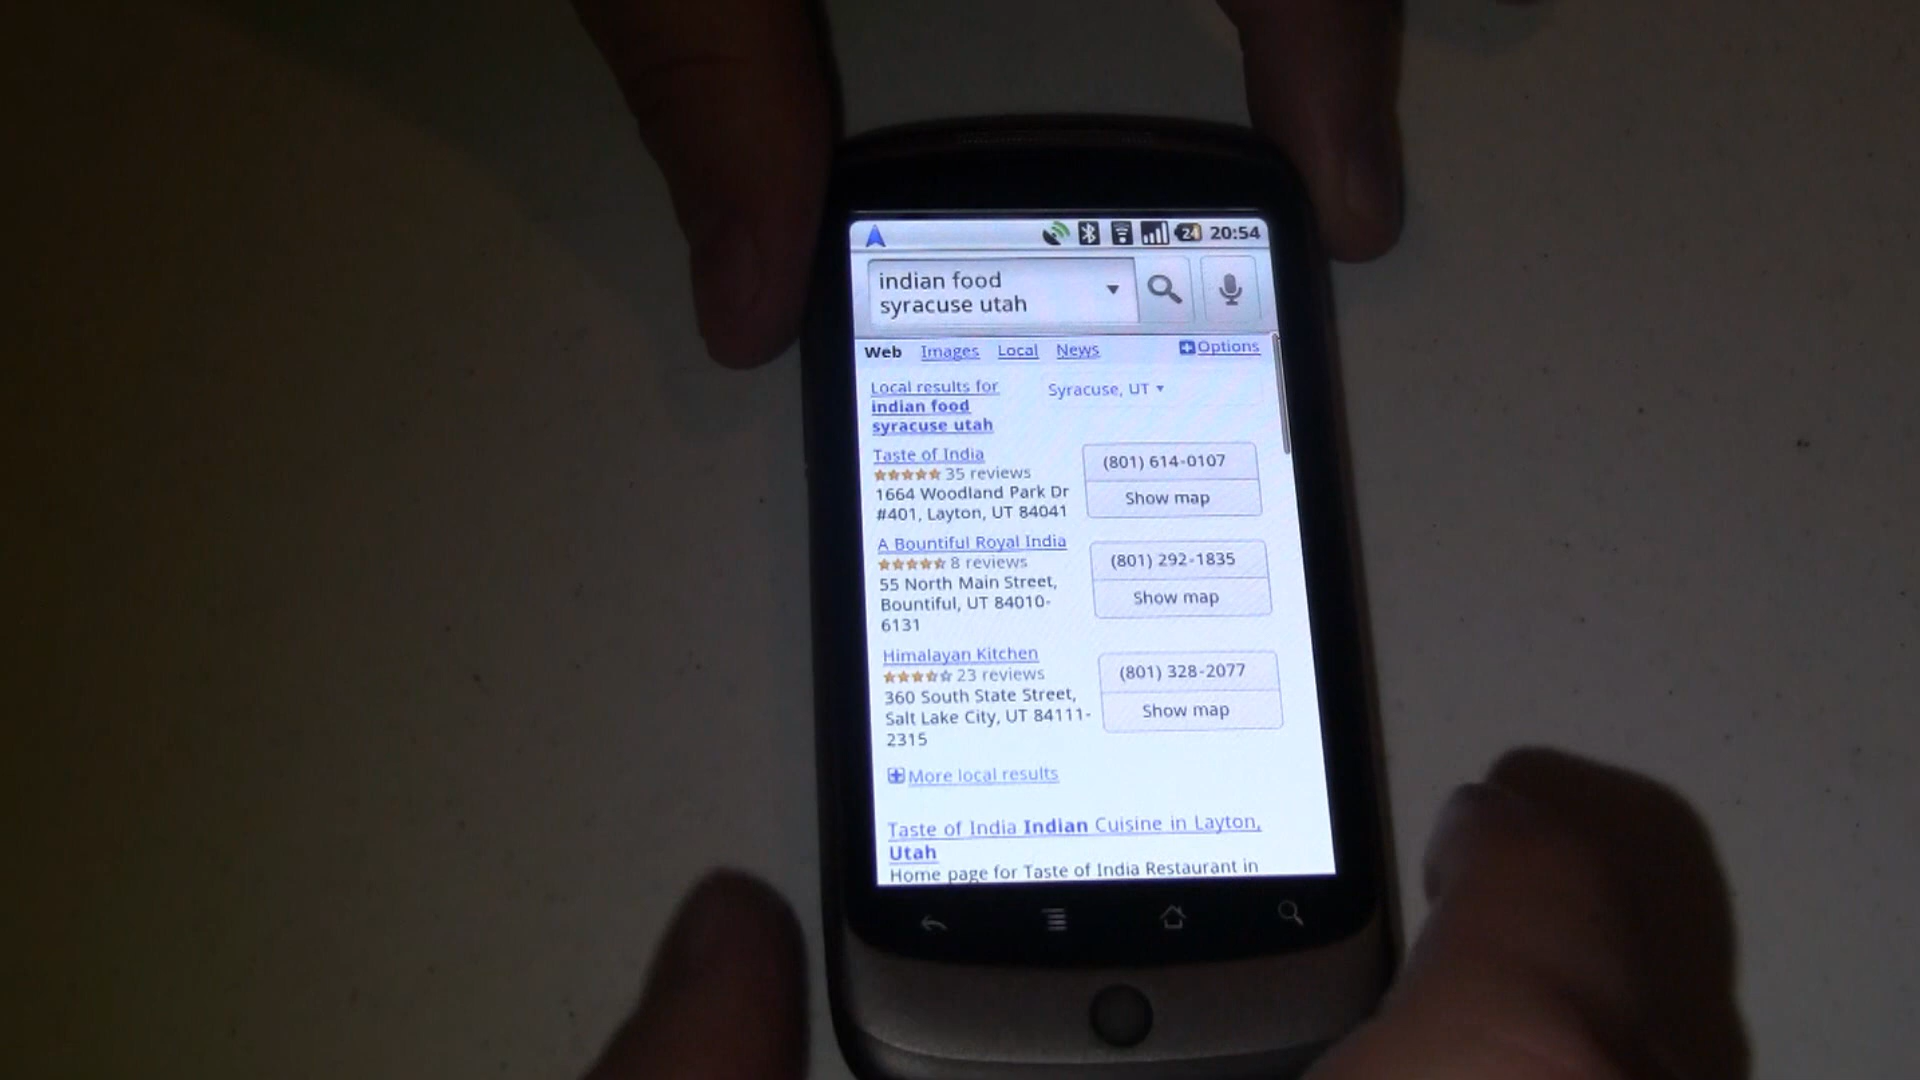 24 20:54
indian food
syracuse utah
Web Images Local News Options
Local results for
indian food
syracuse utah
Syracuse, UT
Taste of India
35 reviews
1664 Woodland Park Dr
#401, Layton, UT 84041
(801) 614-0107
Show map
A Bountiful Royal India
8 reviews
55 North Main Street,
Bountiful, UT 84010-
6131
(801) 292-1835
Show map
Himalayan Kitchen
23 reviews
360 South State Street,
Salt Lake City, UT 84111-
2315
(801) 328-2077
Show map
More local results
Taste of India Indian Cuisine in Layton,
Utah
Home page for Taste of India Restaurant in